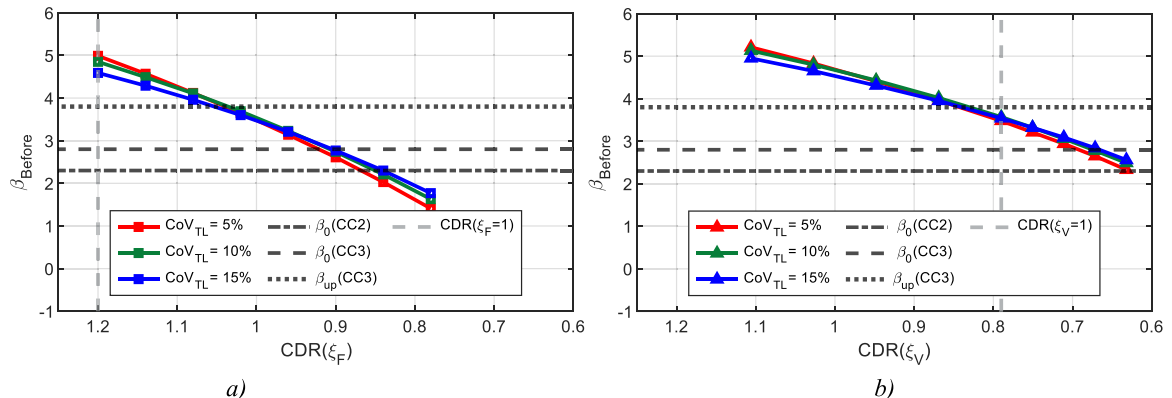 6
5
4
3
2
1
0
-1
β_Before
CoV_TL = 5%
CoV_TL = 10%
CoV_TL = 15%
β_0(CC2)
β_0(CC3)
β_up(CC3)
CDR(ξ_F=1)
1.2 1.1 1 0.9 0.8 0.7 0.6
CDR(ξ_F)
a)
6
5
4
3
2
1
0
-1
β_Before
CoV_TL = 5%
CoV_TL = 10%
CoV_TL = 15%
β_0(CC2)
β_0(CC3)
β_up(CC3)
CDR(ξ_V=1)
1.2 1.1 1 0.9 0.8 0.7 0.6
CDR(ξ_V)
b)